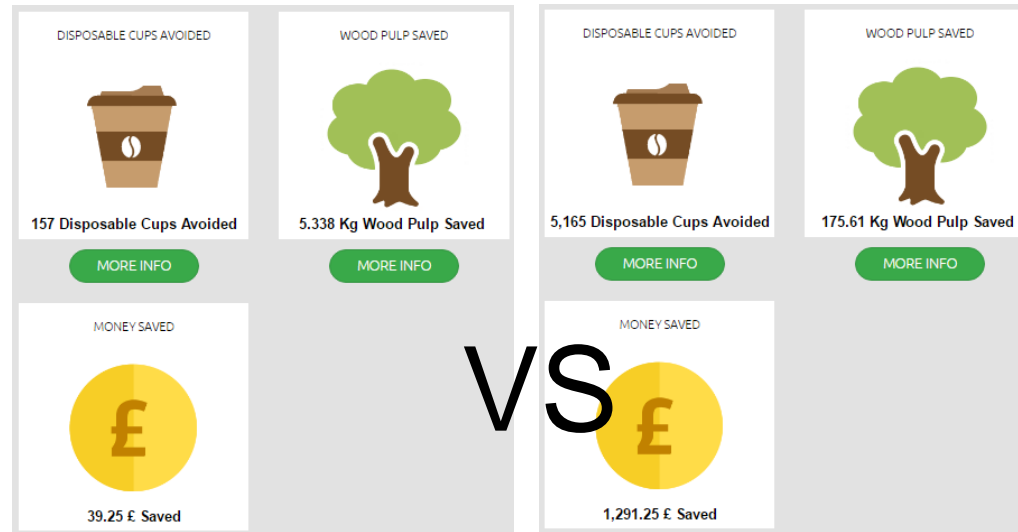 DISPOSABLE CUPS AVOIDED
WOOD PULP SAVED
157 Disposable Cups Avoided
5.338 Kg Wood Pulp Saved
MORE INFO
MORE INFO
MONEY SAVED
£
39.25 £ Saved
VS
DISPOSABLE CUPS AVOIDED
WOOD PULP SAVED
5,165 Disposable Cups Avoided
175.61 Kg Wood Pulp Saved
MORE INFO
MORE INFO
MONEY SAVED
£
1,291.25 £ Saved